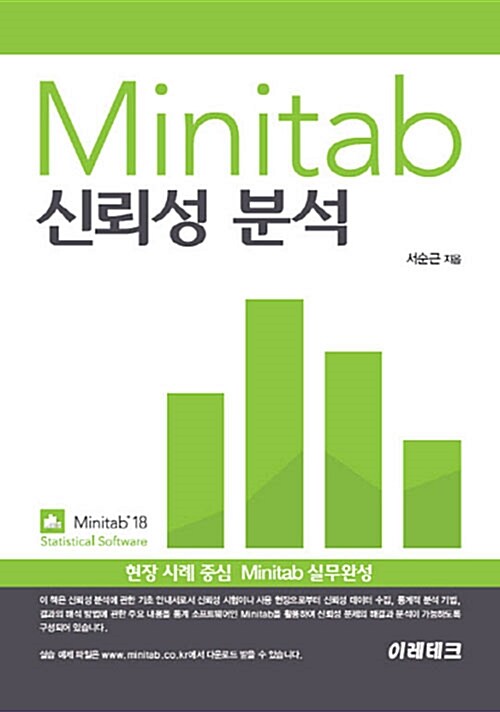 Minitab
신뢰성 분석
서순근 지음
Minitab® 18
Statistical Software
현장 사례 중심 Minitab 실무완성
이 책은 신뢰성 분석에 관한 기초 안내서로서 신뢰성 시험이나 사용 현장으로부터 신뢰성 데이터 수집, 통계적 분석 기법,
결과의 해석 방법에 관한 주요 내용을 통계 소프트웨어인 Minitab을 활용하여 신뢰성 문제의 해결과 분석이 가능하도록
구성되어 있습니다.
실습 예제 파일은 www.minitab.co.kr에서 다운로드 받을 수 있습니다.
이레테크